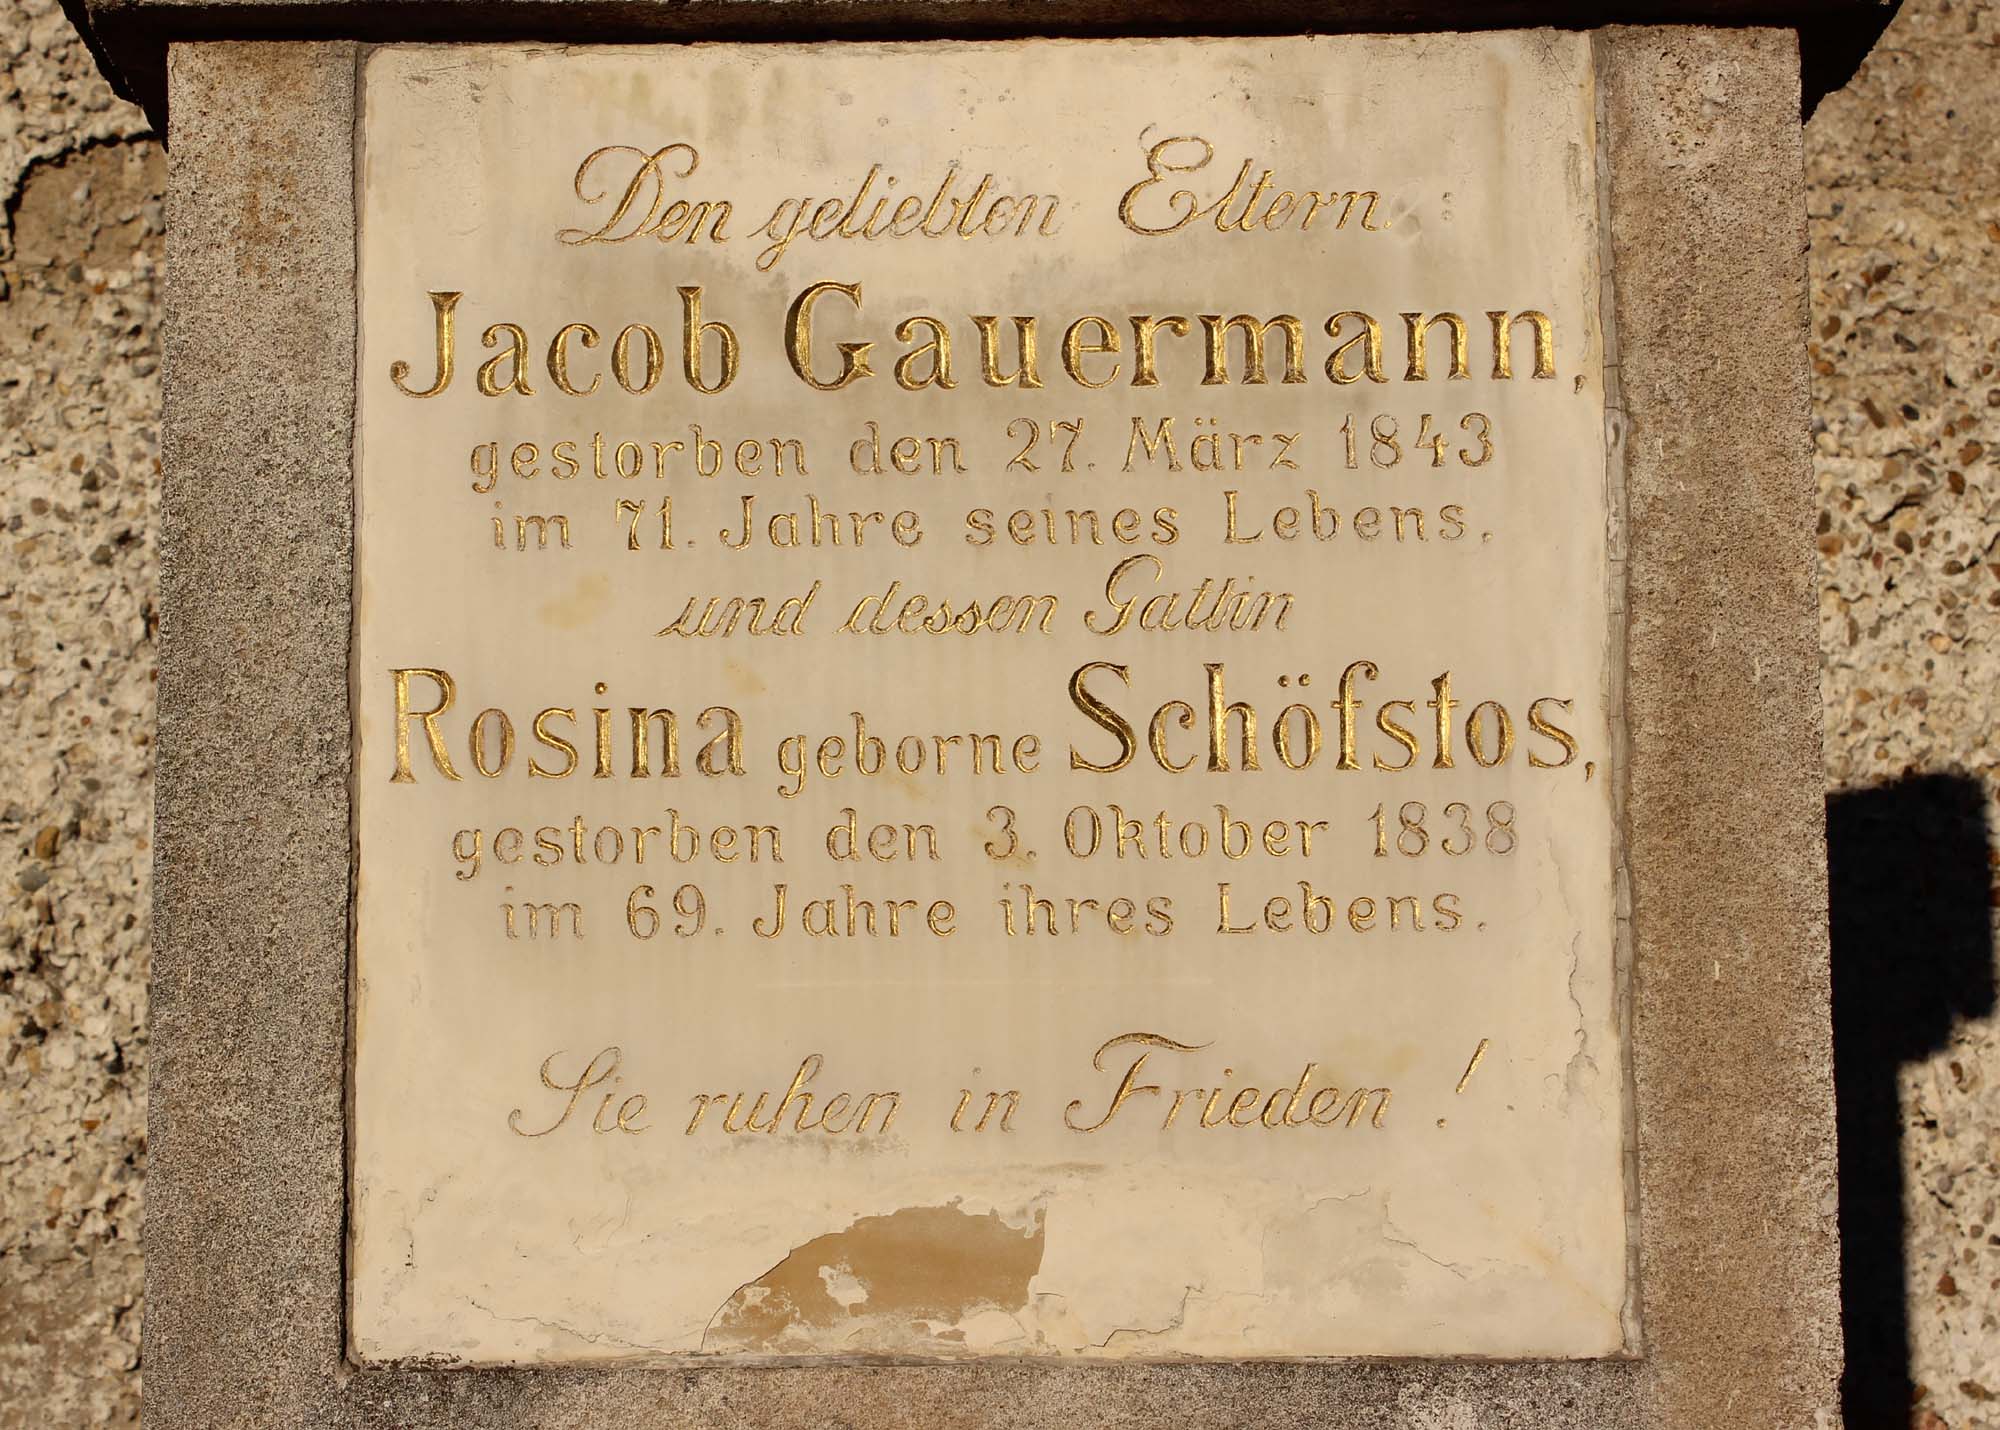 Den geliebten Eltern :
Jacob Gauermann,
gestorben den 27. März 1843
im 71. Jahre seines Lebens.
und dessen Gattin
Rosina geborne Schöfstos,
gestorben den 3. Oktober 1838
im 69. Jahre ihres Lebens.
Sie ruhen in Frieden !